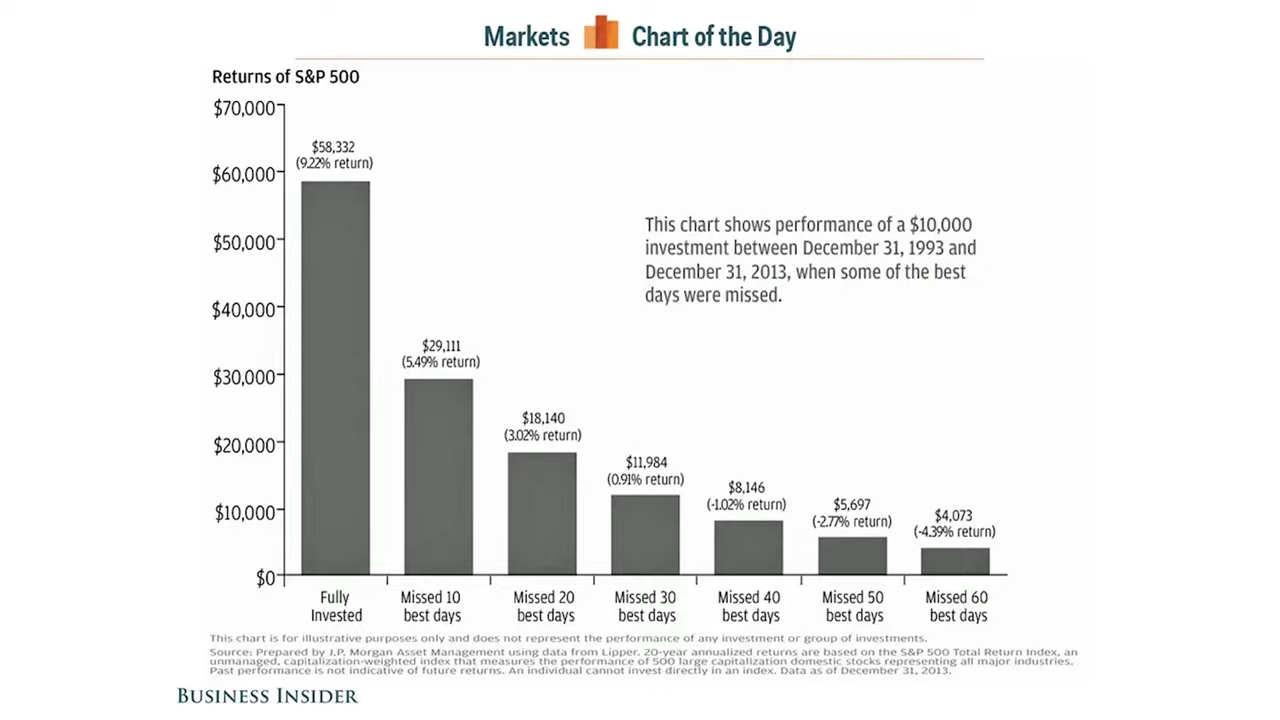 Markets Chart of the Day
Returns of S&P 500
$70,000
$60,000
$50,000
$40,000
$30,000
$20,000
$10,000
$0
$58,332
(9.22% return)
$29,111
(5.49% return)
$18,140
(3.02% return)
$11,984
(0.91% return)
$8,146
(-1.02% return)
$5,697
(-2.77% return)
$4,073
(-4.39% return)
This chart shows performance of a $10,000
investment between December 31, 1993 and
December 31, 2013, when some of the best
days were missed.
Fully
Invested
Missed 10
best days
Missed 20
best days
Missed 30
best days
Missed 40
best days
Missed 50
best days
Missed 60
best days
This chart is for illustrative purposes only and does not represent the performance of any investment or group of investments.
Source: Prepared by J.P. Morgan Asset Management using data from Lipper. 20-year annualized returns are based on the S&P 500 Total Return Index, an
unmanaged, capitalization-weighted index that measures the performance of 500 large capitalization domestic stocks representing all major industries.
Past performance is not indicative of future returns. An individual cannot invest directly in an index. Data as of December 31, 2013.
BUSINESS INSIDER